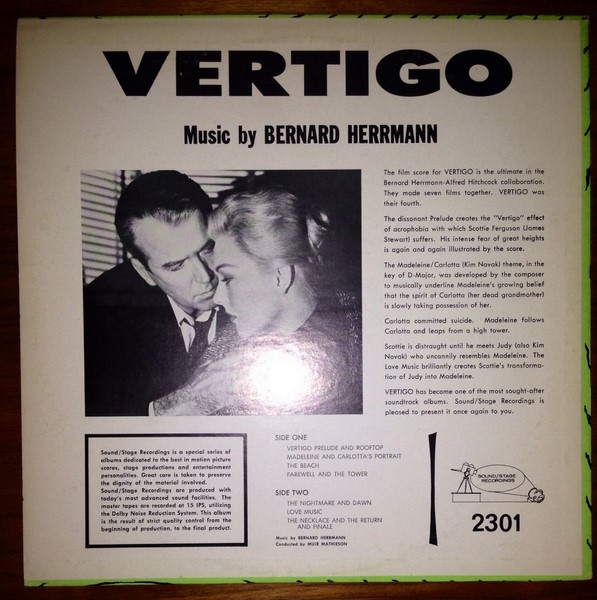 VERTIGO
Music by BERNARD HERRMANN
The film score for VERTIGO is the ultimate in the
Bernard Herrmann-Alfred Hitchcock collaboration.
They made seven films together. VERTIGO was
their fourth.
The dissonant Prelude creates the "Vertigo" effect
of acrophobia with which Scottie Ferguson (James
Stewart) suffers. His intense fear of great heights
is again and again illustrated by the score.
The Madeleine/Carlotta (Kim Novak) theme, in the
key of D-Major, was developed by the composer
to musically underline Madeleine's growing belief
that the spirit of Carlotta (her dead grandmother)
is slowly taking possession of her.
Carlotta committed suicide. Madeleine follows
Carlotta and leaps from a high tower.
Scottie is distraught until he meets Judy (also Kim
Novak) who uncannily resembles Madeleine. The
Love Music brilliantly creates Scottie's transforma-
tion of Judy into Madeleine.
VERTIGO has become one of the most sought-after
soundtrack albums. Sound/Stage Recordings is
pleased to present it once again to you.
Sound/Stage Recordings is a special series of
albums dedicated to the best in motion picture
scores, stage productions and entertainment
personalities. Great care is taken to preserve
the dignity of the material involved.
Sound/Stage Recordings are produced with
today's most advanced sound facilities. The
master tapes are recorded at 15 IPS, utilizing
the Dolby Noise Reduction System. This album
is the result of strict quality control from the
beginning of production, to the final product.
SIDE ONE
VERTIGO PRELUDE AND ROOFTOP
MADELEINE AND CARLOTTA'S PORTRAIT
THE BEACH
FAREWELL AND THE TOWER
SIDE TWO
THE NIGHTMARE AND DAWN
LOVE MUSIC
THE NECKLACE AND THE RETURN
AND FINALE
Music by BERNARD HERRMANN
Conducted by MUIR MATHIESON
SOUND/STAGE
RECORDINGS
2301